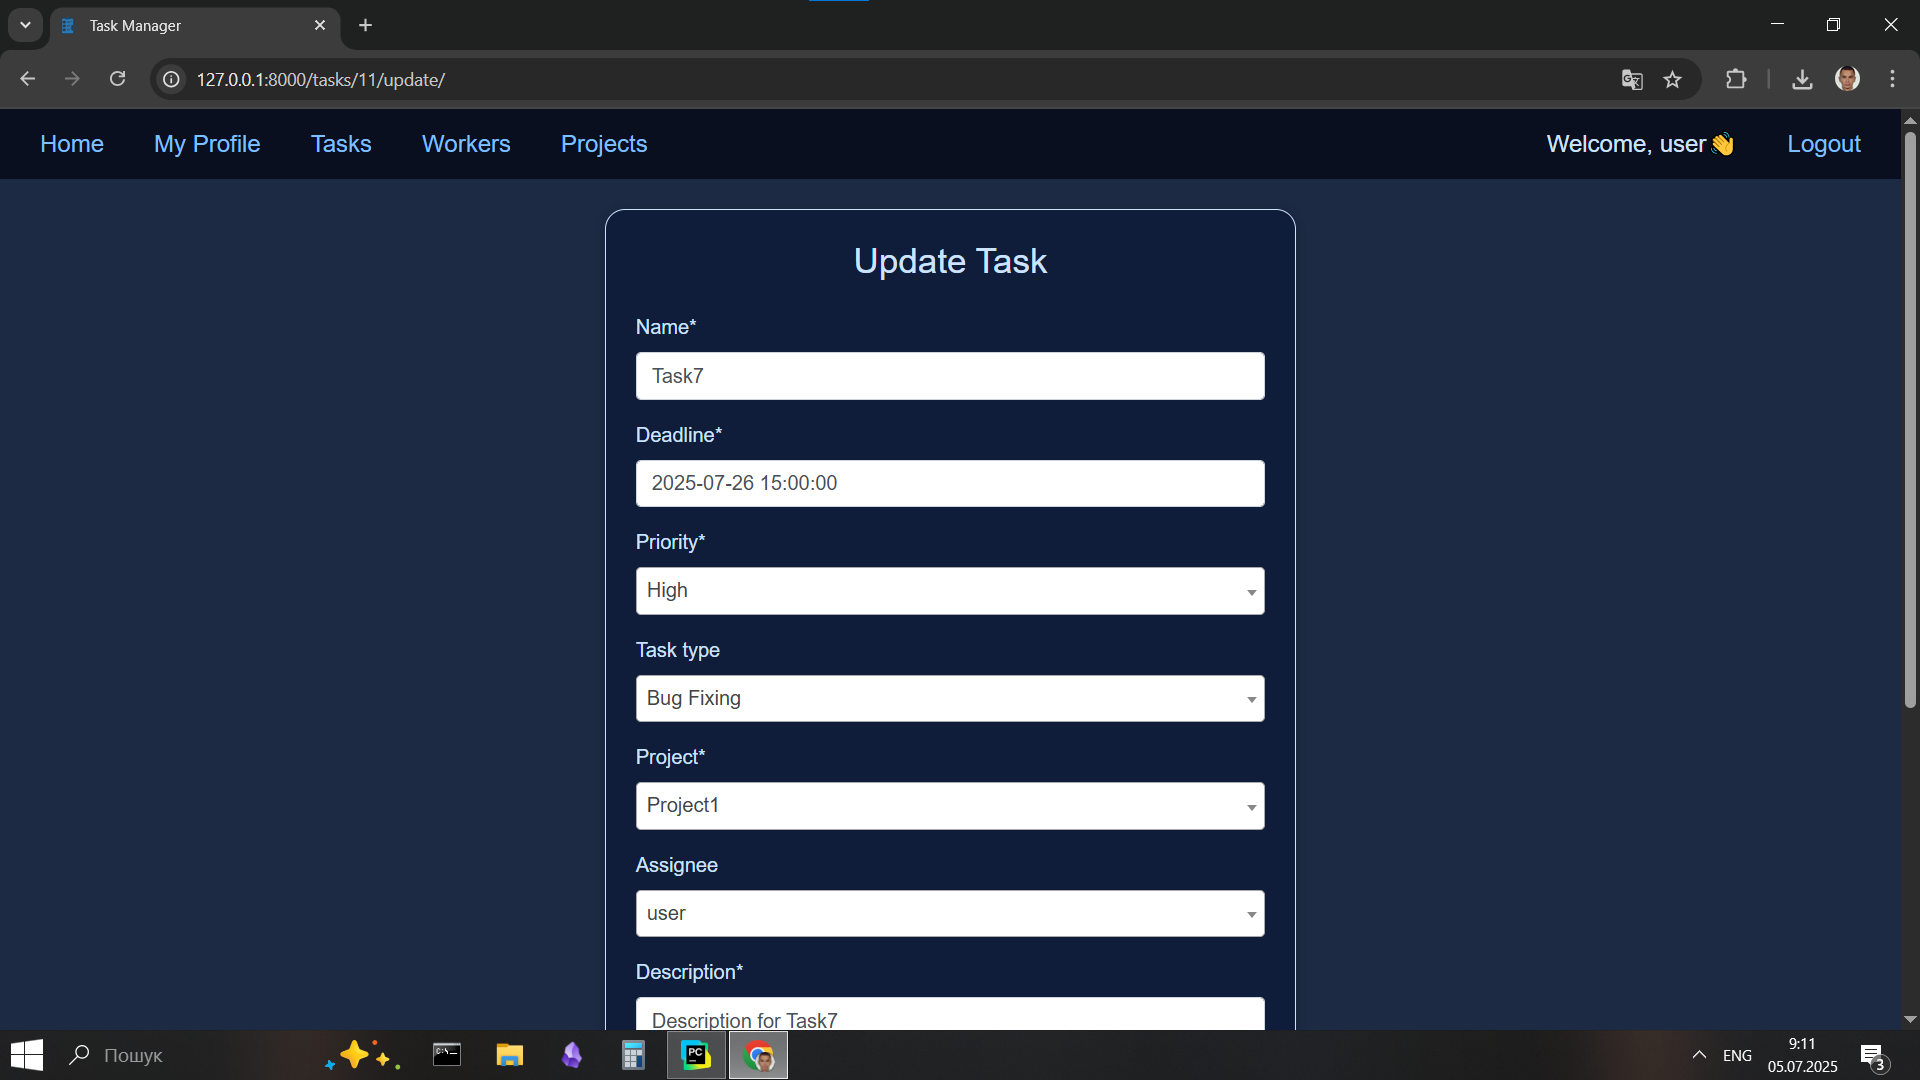 Task Manager
127.0.0.1:8000/tasks/11/update/
Home My Profile Tasks Workers Projects Welcome, user👋 Logout
Update Task
Name*
Task7
Deadline*
2025-07-26 15:00:00
Priority*
High
Task type
Bug Fixing
Project*
Project1
Assignee
user
Description*
Description for Task7
Пошук
C:\_
PC
ENG
9:11
05.07.2025
3